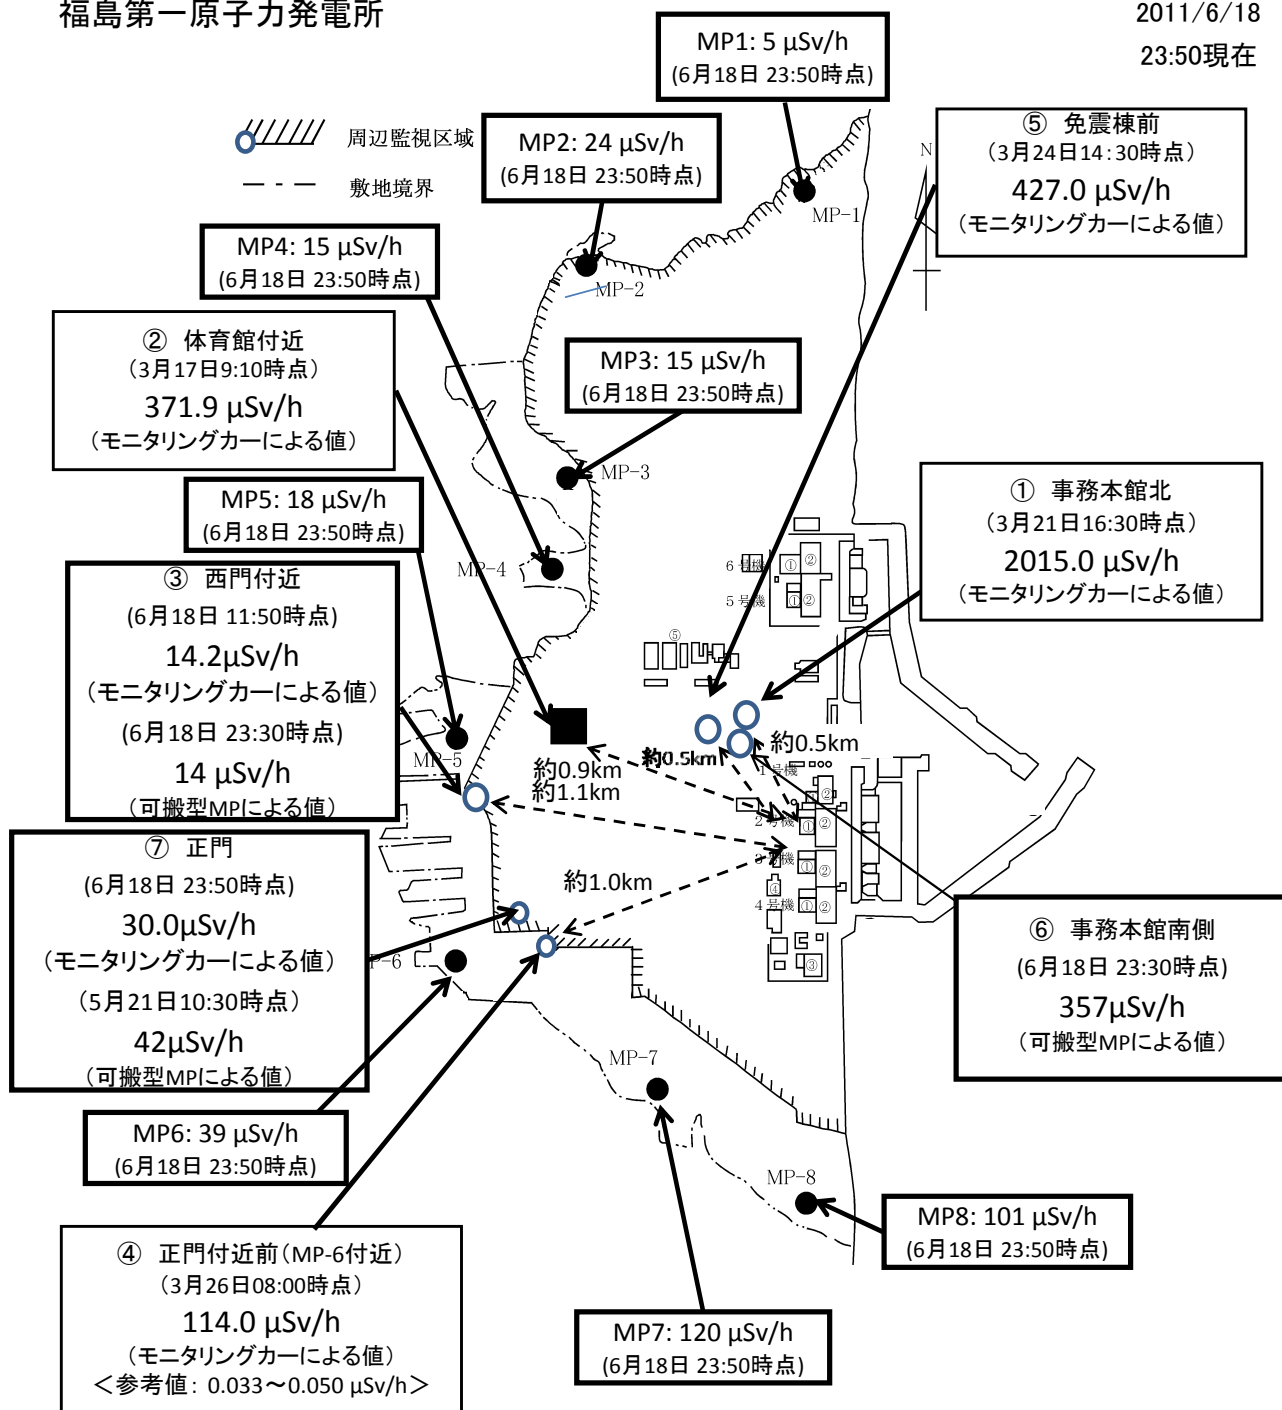 福島第一原子力発電所
2011/6/18
23:50現在
周辺監視区域
敷地境界
N
MP1: 5 μSv/h
(6月18日 23:50時点)
MP2: 24 μSv/h
(6月18日 23:50時点)
⑤ 免震棟前
(3月24日14:30時点)
427.0 μSv/h
(モニタリングカーによる値)
MP-1
MP4: 15 μSv/h
(6月18日 23:50時点)
MP-2
② 体育館付近
(3月17日9:10時点)
371.9 μSv/h
(モニタリングカーによる値)
MP3: 15 μSv/h
(6月18日 23:50時点)
MP-3
MP5: 18 μSv/h
(6月18日 23:50時点)
① 事務本館北
(3月21日16:30時点)
2015.0 μSv/h
(モニタリングカーによる値)
MP-4
③ 西門付近
(6月18日 11:50時点)
14.2μSv/h
(モニタリングカーによる値)
(6月18日 23:30時点)
14 μSv/h
(可搬型MPによる値)
6号機
① ②
5号機
① ②
⑤
MP-5
約0.9km
約1.1km
約0.5km
約0.5km
1号機
②
2号機
① ②
3号機
① ②
④
4号機
① ②
③
約1.0km
⑦ 正門
(6月18日 23:50時点)
30.0μSv/h
(モニタリングカーによる値)
(5月21日10:30時点)
42μSv/h
(可搬型MPによる値)
P-6
⑥ 事務本館南側
(6月18日 23:30時点)
357μSv/h
(可搬型MPによる値)
MP-7
MP6: 39 μSv/h
(6月18日 23:50時点)
MP-8
MP8: 101 μSv/h
(6月18日 23:50時点)
④ 正門付近前(MP-6付近)
(3月26日08:00時点)
114.0 μSv/h
(モニタリングカーによる値)
<参考値: 0.033~0.050 μSv/h>
MP7: 120 μSv/h
(6月18日 23:50時点)